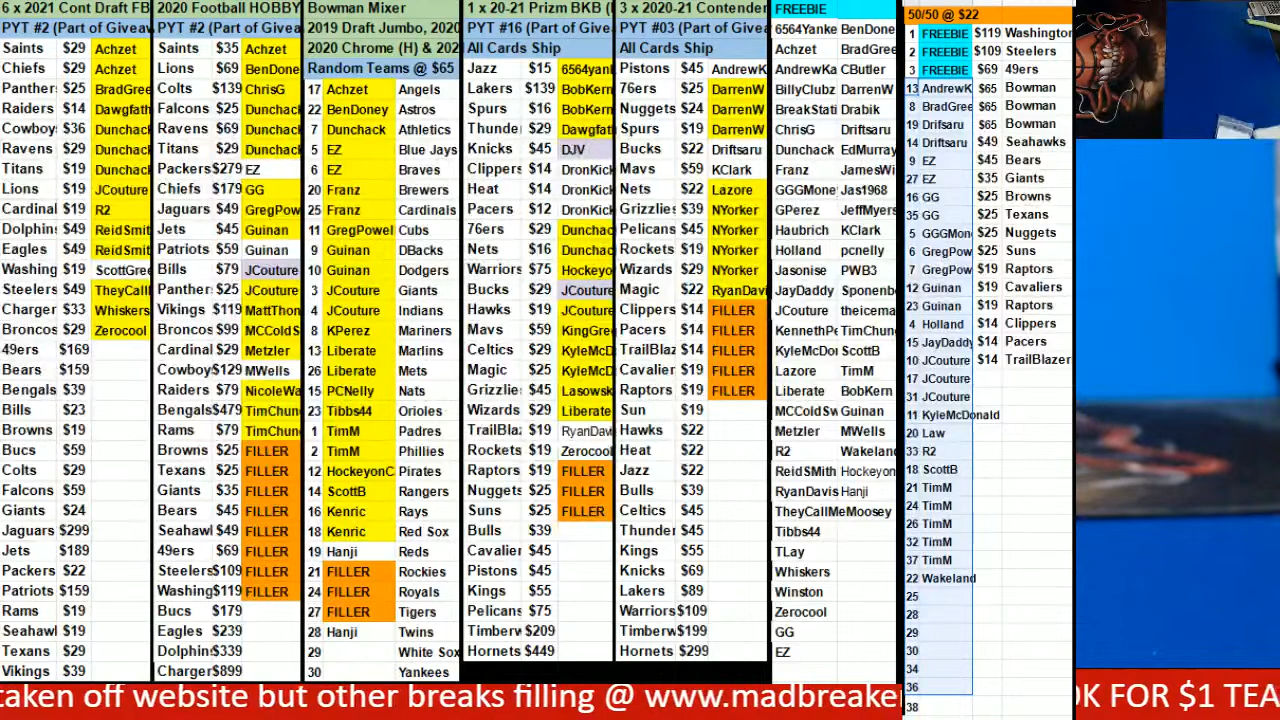 6 x 2021 Cont Draft FB
PYT #2 (Part of Giveaw
Saints $29 Achzet
Chiefs $29 Achzet
Panther $25 BradGree
Raiders $14 Dawgfath
Cowboy $36 Dunchack
Ravens $29 Dunchack
Titans $19 Dunchack
Lions $19 JCouture
Cardinal $19 R2
Dolphin $49 ReidSmit
Eagles $49 ReidSmit
Washing $19 ScottGree
Steelers $49 TheyCall
Charger $33 Whiskers
Broncos $29 Zerocool
49ers $169
Bears $159
Bengals $39
Bills $23
Browns $19
Bucs $59
Colts $29
Falcons $59
Giants $24
Jaguars $299
Jets $189
Packers $22
Patriots $159
Rams $19
Seahawl $19
Texans $29
Vikings $39
2020 Football HOBBY
PYT #2 (Part of Givea
Saints $35 Achzet
Lions $69 BenDone
Colts $139 ChrisG
Falcons $25 Dunchack
Ravens $69 Dunchack
Titans $29 Dunchack
Packers $279 EZ
Chiefs $179 GG
Jaguars $49 GregPow
Jets $45 Guinan
Patriots $59 Guinan
Bills $79 JCouture
Panther $25 JCouture
Vikings $119 MattThon
Bronco $99 MCColdS
Cardinal $29 Metzler
Cowboy $129 MWells
Raiders $79 NicoleWa
Bengals $479 TimChun
Rams $79 TimChun
Browns $25 FILLER
Texans $25 FILLER
Giants $35 FILLER
Bears $45 FILLER
Seahawl $49 FILLER
49ers $69 FILLER
Steelers $109 FILLER
Washing $119 FILLER
Bucs $179
Eagles $239
Dolphin $339
Charger $899
Bowman Mixer
2019 Draft Jumbo, 2020
2020 Chrome (H) & 202
Random Teams @ $65
17 Achzet Angels
22 BenDoney Astros
7 Dunchack Athletics
5 EZ Blue Jays
6 EZ Braves
20 Franz Brewers
25 Franz Cardinals
11 GregPowel Cubs
9 Guinan DBacks
10 Guinan Dodgers
3 JCouture Giants
4 JCouture Indians
8 KPerez Mariners
13 Liberate Marlins
26 Liberate Mets
15 PCNelly Nats
23 Tibbs44 Orioles
1 TimM Padres
2 TimM Phillies
12 HockeyonC Pirates
14 ScottB Rangers
16 Kenric Rays
18 Kenric Red Sox
19 Hanji Reds
21 FILLER Rockies
24 FILLER Royals
27 FILLER Tigers
28 Hanji Twins
29 White Sox
30 Yankees
1 x 20-21 Prizm BKB (
PYT #16 (Part of Give
All Cards Ship
Jazz $15 6564yank
Lakers $139 BobKern
Spurs $16 BobKern
Thunde $29 Dawgfath
Knicks $45 DJV
Clippers $14 DronKick
Heat $14 DronKick
Pacers $12 DronKick
76ers $29 Dunchac
Nets $16 Dunchac
Warriors $75 Hockeyo
Bucks $29 JCouture
Hawks $19 JCouture
Mavs $59 KingGre
Celtics $29 KyleMcD
Magic $25 KyleMcD
Grizzlie $45 Lasowsk
Wizards $29 Liberate
TrailBla $19 RyanDavi
Rockets $19 Zerocool
Raptors $19 FILLER
Nuggets $25 FILLER
Suns $25 FILLER
Bulls $39
Cavalier $45
Pistons $45
Kings $55
Pelicans $75
Timberw $209
Hornets $449
3 x 2020-21 Contender
PYT #03 (Part of Givea
All Cards Ship
Pistons $45 AndrewK
76ers $25 DarrenW
Nuggets $24 DarrenW
Spurs $19 DarrenW
Bucks $22 Driftsaru
Mavs $59 KClark
Nets $22 Lazore
Grizzlies $39 NYorker
Pelicans $45 NYorker
Rockets $19 NYorker
Wizards $29 NYorker
Magic $22 RyanDavi
Clippers $14 FILLER
Pacers $14 FILLER
TrailBlaz $14 FILLER
Cavalier $19 FILLER
Raptors $19 FILLER
Sun $19
Hawks $22
Heat $22
Jazz $22
Bulls $39
Celtics $45
Thunde $45
Kings $55
Knicks $69
Lakers $89
Warriors $109
Timberw $199
Hornets $299
FREEBIE
6564Yanke BenDone
Achzet BradGree
AndrewKa CButler
BillyClubz DarrenW
BreakStati Drabik
ChrisG Driftsaru
Dunchack EdMurray
Franz JamesWi
GGGMone Jas1968
GPerez JeffMyers
Haubrich KClark
Holland pcnelly
Jasonise PWB3
JayDaddy Sponenb
JCouture theicema
KennethPe TimChung
KyleMcDo ScottB
Lazore TimM
Liberate BobKern
MCColdSw Guinan
Metzler MWells
R2 Wakeland
ReidSMith Hockeyon
RyanDavis Hanji
TheyCallMeMoosey
Tibbs44
TLay
Whiskers
Winston
Zerocool
GG
EZ
50/50 @ $22
1 FREEBIE $119 Washington
2 FREEBIE $109 Steelers
3 FREEBIE $69 49ers
13 AndrewK $65 Bowman
8 BradGree $65 Bowman
19 Drifsaru $65 Bowman
14 Driftsaru $49 Seahawks
9 EZ $45 Bears
27 EZ $35 Giants
16 GG $25 Browns
35 GG $25 Texans
5 GGGMon $25 Nuggets
6 GregPow $25 Suns
7 GregPow $19 Raptors
12 Guinan $19 Cavaliers
23 Guinan $19 Raptors
4 Holland $14 Clippers
15 JayDaddy $14 Pacers
10 JCouture $14 TrailBlazer
17 JCouture
31 JCouture
11 KyleMcDonald
20 Law
33 R2
18 ScottB
21 TimM
24 TimM
26 TimM
32 TimM
37 TimM
22 Wakeland
25
28
29
30
34
36
38
taken off website but other breaks filling @ www.madbreake OK FOR $1 TEA